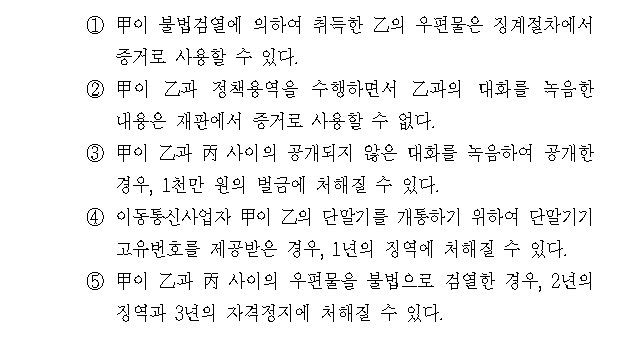 ① 甲이 불법검열에 의하여 취득한 乙의 우편물은 징계절차에서
증거로 사용할 수 있다.
② 甲이 乙과 정책용역을 수행하면서 乙과의 대화를 녹음한
내용은 재판에서 증거로 사용할 수 없다.
③ 甲이 乙과 丙 사이의 공개되지 않은 대화를 녹음하여 공개한
경우, 1천만 원의 벌금에 처해질 수 있다.
④ 이동통신사업자 甲이 乙의 단말기를 개통하기 위하여 단말기기
고유번호를 제공받은 경우, 1년의 징역에 처해질 수 있다.
⑤ 甲이 乙과 丙 사이의 우편물을 불법으로 검열한 경우, 2년의
징역과 3년의 자격정지에 처해질 수 있다.